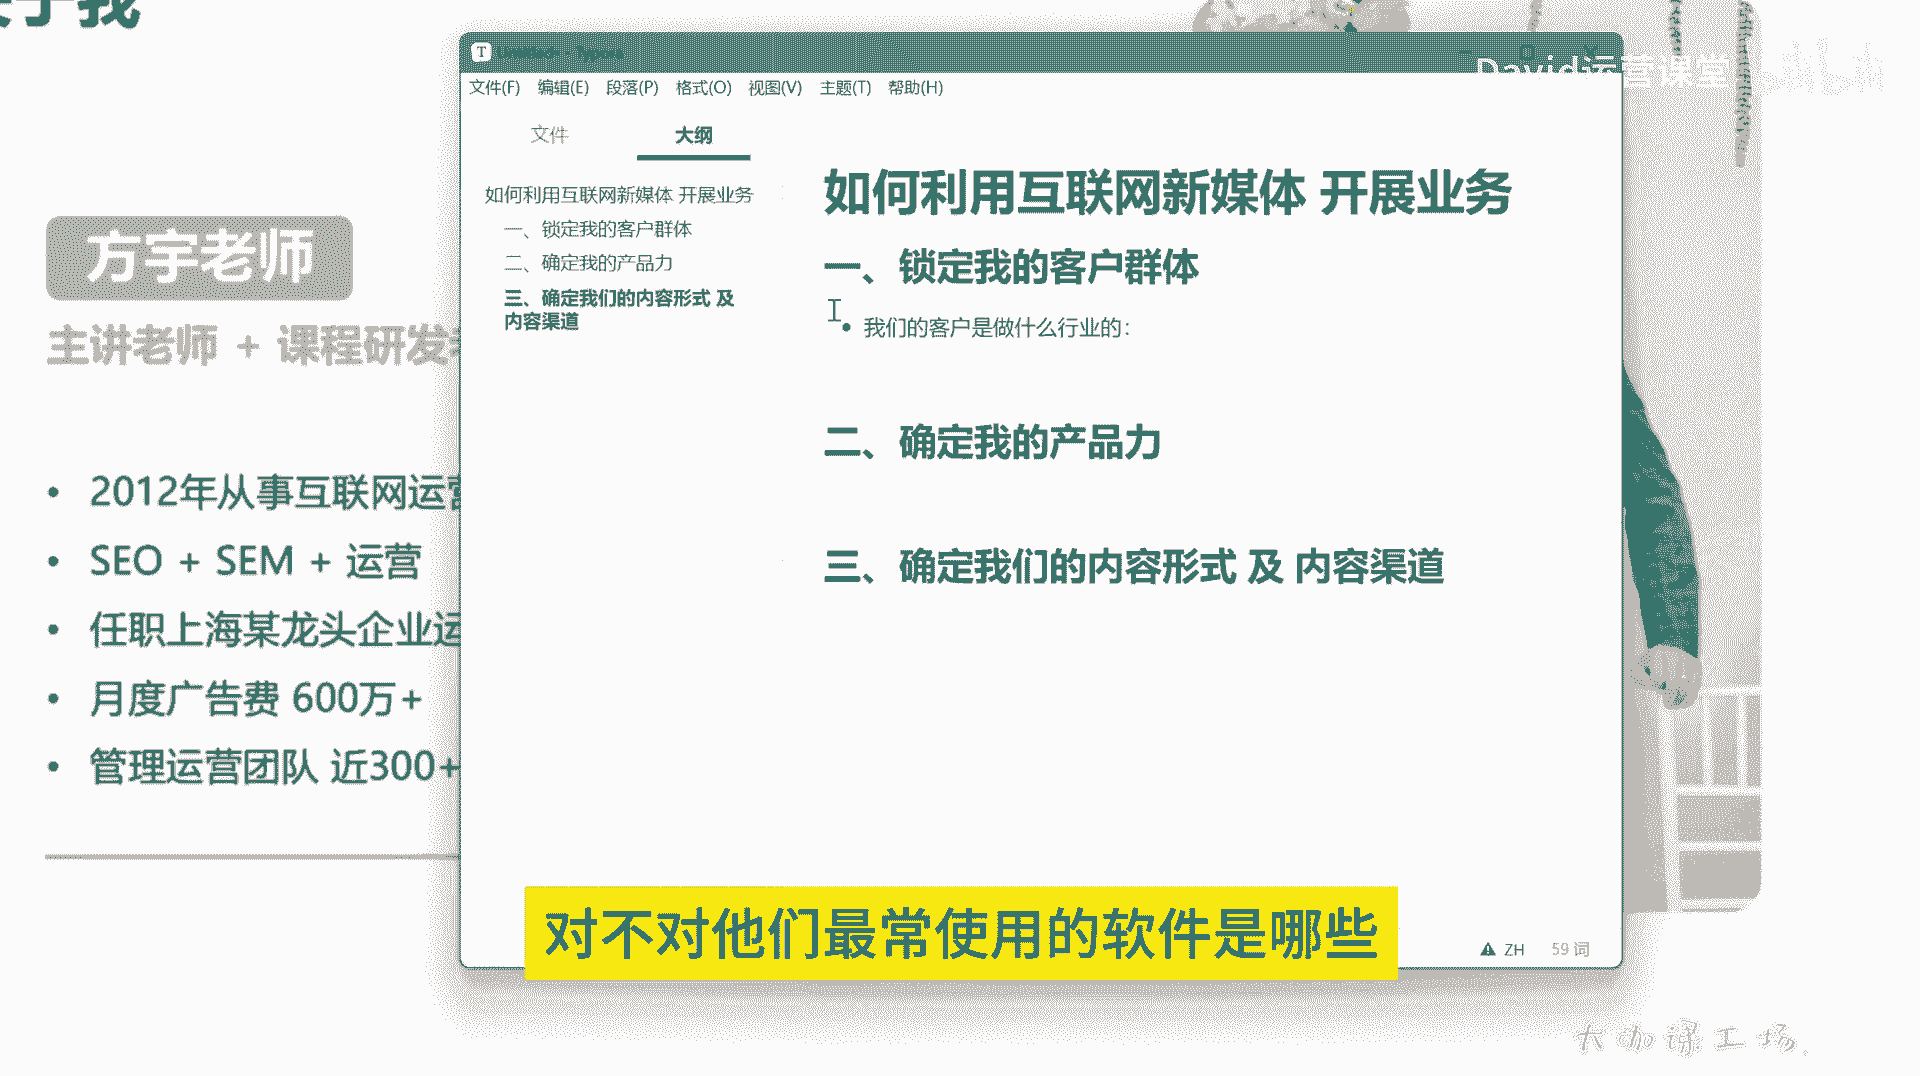 于我
方宇老师
主讲老师 + 课程研发
• 2012年从事互联网运营
• SEO + SEM + 运营
• 任职上海某龙头企业运
• 月度广告费 600万+
• 管理运营团队 近300+
David运营课堂
文件(F) 编辑(E) 段落(P) 格式(O) 视图(V) 主题(T) 帮助(H)
文件 大纲
如何利用互联网新媒体 开展业务
一、锁定我的客户群体
二、确定我的产品力
三、确定我们的内容形式 及
内容渠道
如何利用互联网新媒体 开展业务
一、锁定我的客户群体
• 我们的客户是做什么行业的：
二、确定我的产品力
三、确定我们的内容形式 及 内容渠道
ZH 59 词
对不对他们最常使用的软件是哪些
大咖课工场.